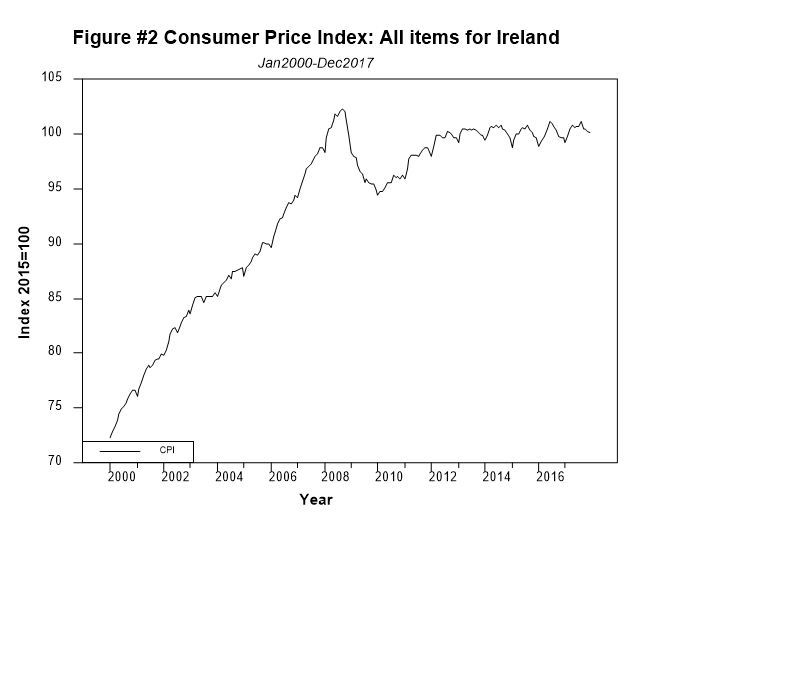 Figure #2 Consumer Price Index: All items for Ireland
Jan2000-Dec2017
105
100
95
90
85
80
75
70
Index 2015=100
CPI
2000 2002 2004 2006 2008 2010 2012 2014 2016
Year